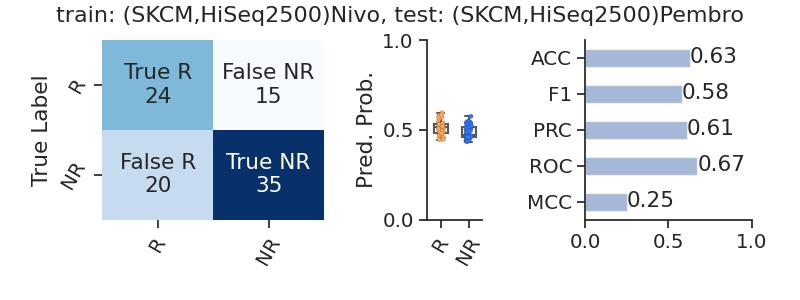 train: (SKCM,HiSeq2500)Nivo, test: (SKCM,HiSeq2500)Pembro
True Label
R
NR
True R
24
False NR
15
False R
20
True NR
35
R
NR
Pred. Prob.
1.0
0.5
0.0
R
NR
ACC
0.63
F1
0.58
PRC
0.61
ROC
0.67
MCC
0.25
0.0
0.5
1.0